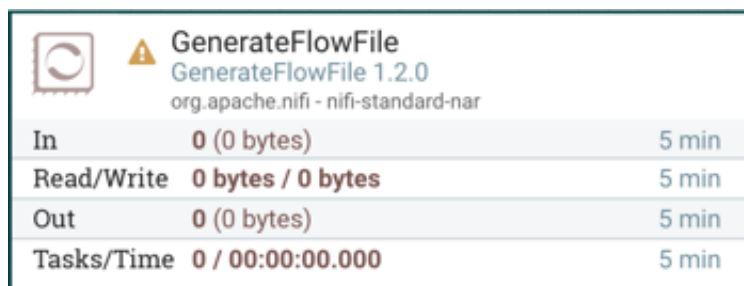 GenerateFlowFile
GenerateFlowFile 1.2.0
org.apache.nifi - nifi-standard-nar
In 0 (0 bytes) 5 min
Read/Write 0 bytes / 0 bytes 5 min
Out 0 (0 bytes) 5 min
Tasks/Time 0 / 00:00:00.000 5 min